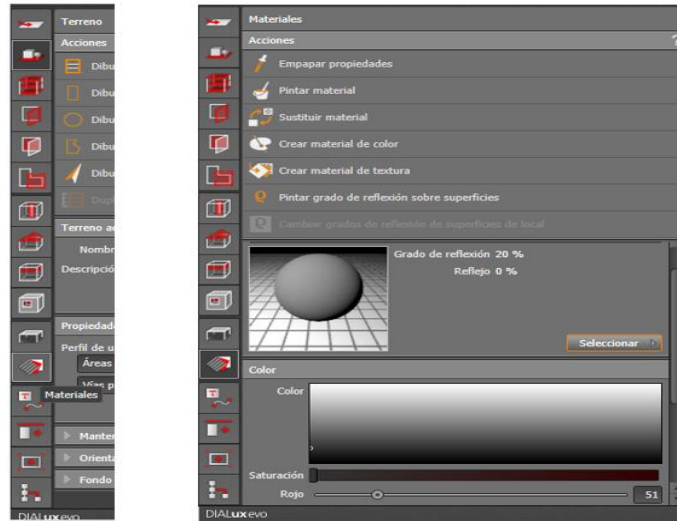 Terreno
Acciones
Dibu
Dibu
Dibu
Dibu
Dibu
Dupl
Terreno ac
Nombr
Descripció
Propiedad
Perfil de u
Áreas
Vías p
Materiales
Manter
Orienta
Fondo
DIALux evo
Materiales
Acciones
?
Empapar propiedades
Pintar material
Sustituir material
Crear material de color
Crear material de textura
Pintar grado de reflexión sobre superficies
Cambiar grados de reflexión de superficies de local
Grado de reflexión 20 %
Reflejo 0 %
Seleccionar
Color
Color
Saturación
Rojo 51
DIALux evo